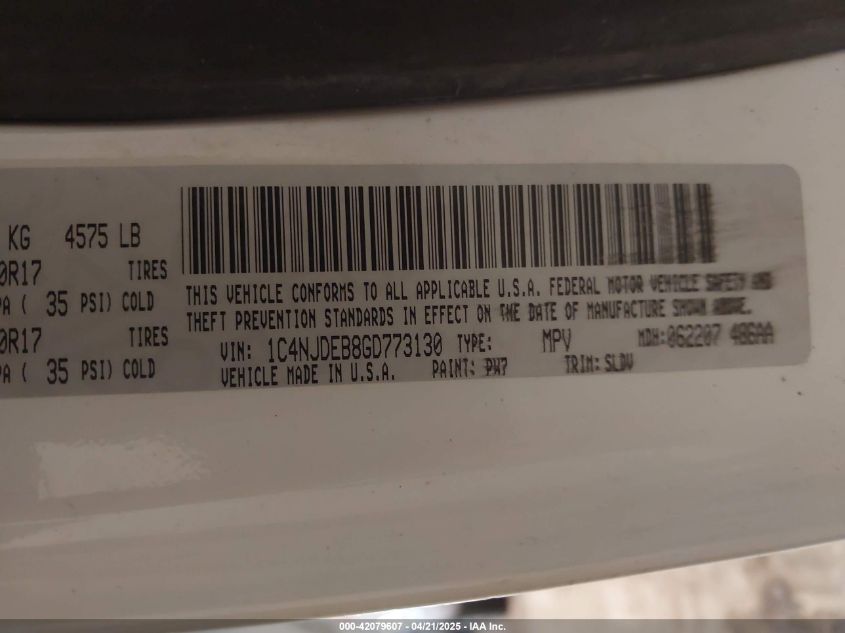 KG 4575 LB
0R17 TIRES
PA ( 35 PSI) COLD
0R17 TIRES
PA ( 35 PSI) COLD
THIS VEHICLE CONFORMS TO ALL APPLICABLE U.S.A. FEDERAL MOTOR VEHICLE SAFETY AND
THEFT PREVENTION STANDARDS IN EFFECT ON THE DATE OF MANUFACTURE SHOWN ABOVE.
VIN: 1C4NJDEB8GD773130 TYPE: MPV MDH:062207 486AA
VEHICLE MADE IN U.S.A. PAINT: PW7 TRIM: SLDV
000-42079607 - 04/21/2025 - IAA Inc.